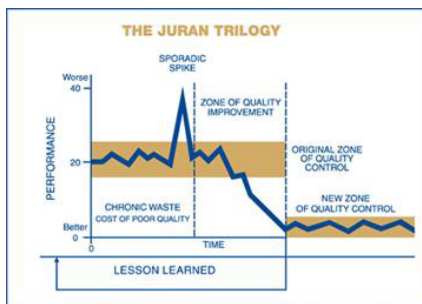 THE JURAN TRILOGY
SPORADIC
SPIKE
Worse
40
ZONE OF QUALITY
IMPROVEMENT
PERFORMANCE
ORIGINAL ZONE
OF QUALITY
CONTROL
20
NEW ZONE
OF QUALITY CONTROL
CHRONIC WASTE
COST OF POOR QUALITY
Better
0
0
TIME
LESSON LEARNED